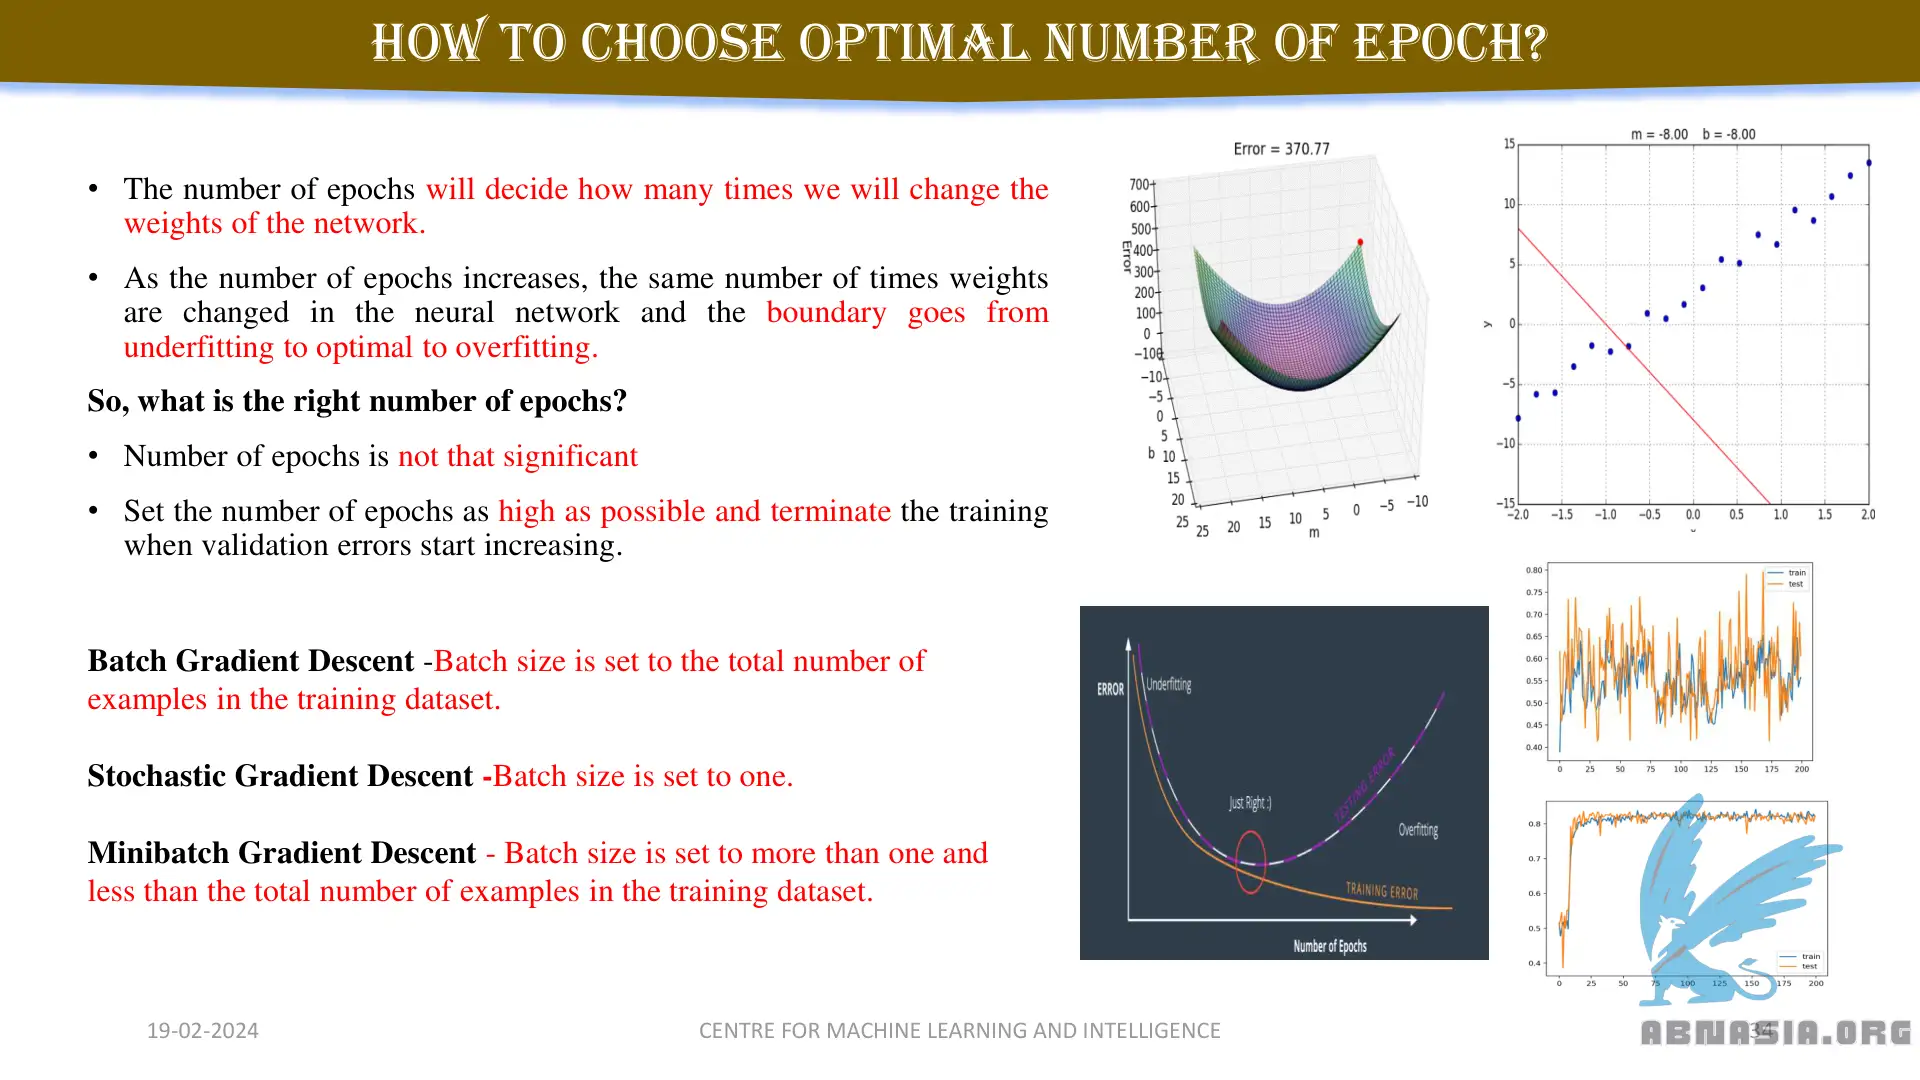 HOW TO CHOOSE OPTIMAL NUMBER OF EPOCH?
• The number of epochs will decide how many times we will change the
weights of the network.
• As the number of epochs increases, the same number of times weights
are changed in the neural network and the boundary goes from
underfitting to optimal to overfitting.
So, what is the right number of epochs?
• Number of epochs is not that significant
• Set the number of epochs as high as possible and terminate the training
when validation errors start increasing.
Batch Gradient Descent -Batch size is set to the total number of
examples in the training dataset.
Stochastic Gradient Descent -Batch size is set to one.
Minibatch Gradient Descent - Batch size is set to more than one and
less than the total number of examples in the training dataset.
Error = 370.77
700
600
500
400
300
200
100
0
−100
Error
−10
−5
0
5
10
15
20
25
b
25 20 15 10 5 0 −5 −10
m
m = -8.00 b = -8.00
15
10
5
0
−5
−10
−15
y
−2.0 −1.5 −1.0 −0.5 0.0 0.5 1.0 1.5 2.0
ERROR
Underfitting
Just Right :)
TESTING ERROR
Overfitting
TRAINING ERROR
Number of Epochs
train
test
0.80
0.75
0.70
0.65
0.60
0.55
0.50
0.45
0.40
0 25 50 75 100 125 150 175 200
0.8
0.7
0.6
0.5
0.4
train
test
0 25 50 75 100 125 150 175 200
19-02-2024
CENTRE FOR MACHINE LEARNING AND INTELLIGENCE
34
ABNASIA.ORG